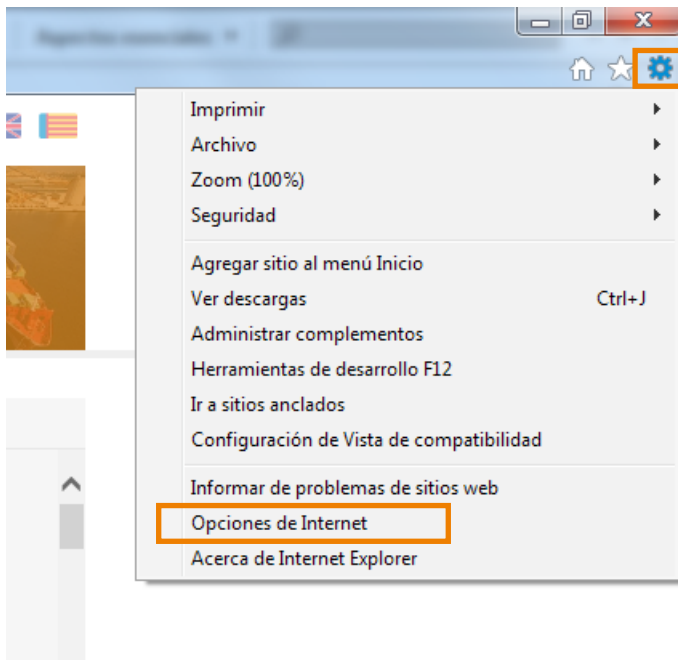 Imprimir
Archivo
Zoom (100%)
Seguridad
Agregar sitio al menú Inicio
Ver descargas Ctrl+J
Administrar complementos
Herramientas de desarrollo F12
Ir a sitios anclados
Configuración de Vista de compatibilidad
Informar de problemas de sitios web
Opciones de Internet
Acerca de Internet Explorer